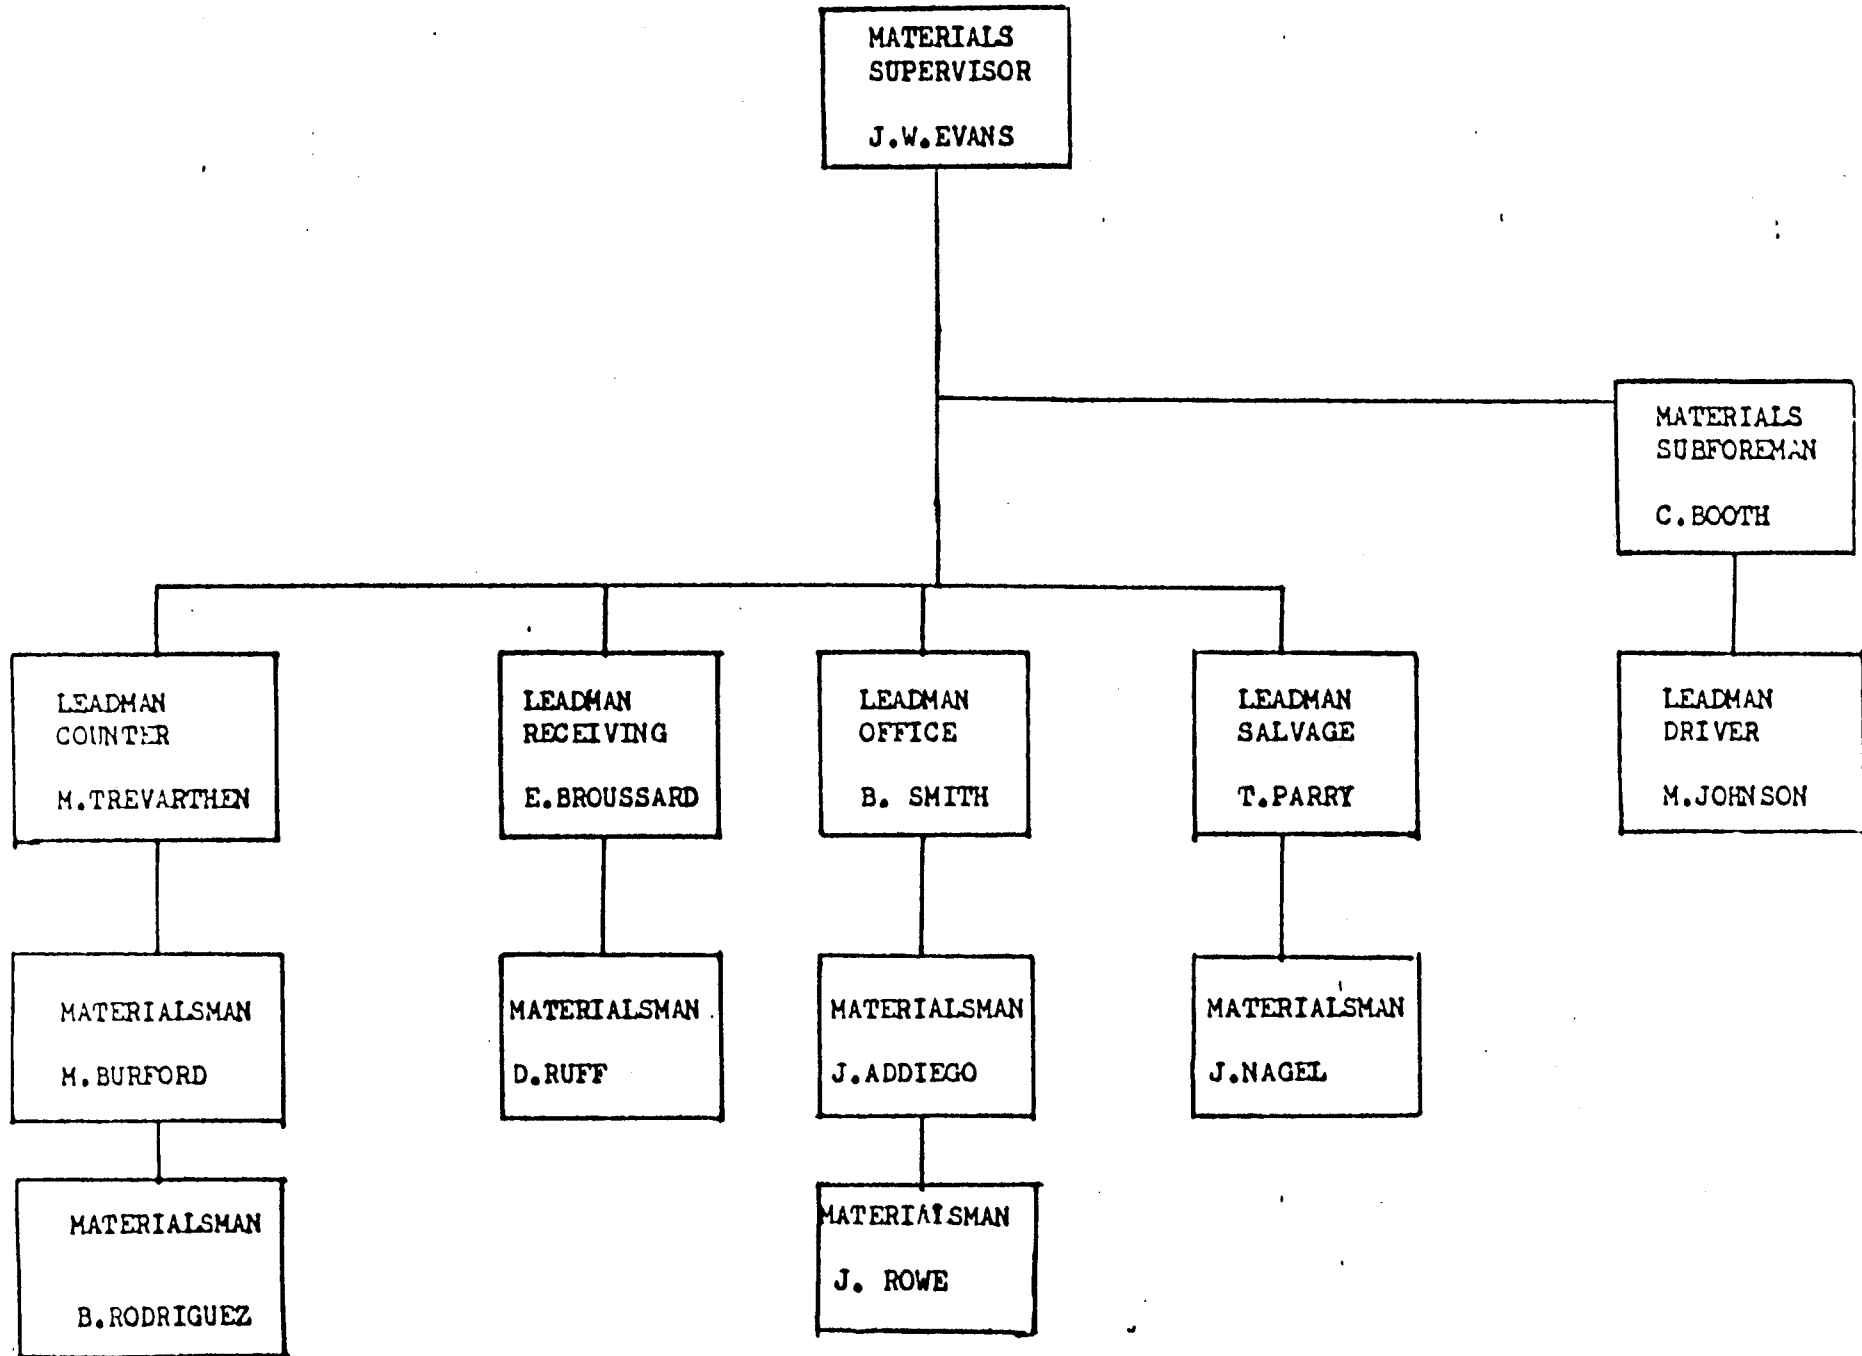 MATERIALS
SUPERVISOR
J.W.EVANS
MATERIALS
SUBFOREMAN
C.BOOTH
LEADMAN
COUNTER
M.TREVARTHEN
LEADMAN
RECEIVING
E.BROUSSARD
LEADMAN
OFFICE
B. SMITH
LEADMAN
SALVAGE
T.PARRY
LEADMAN
DRIVER
M.JOHNSON
MATERIALSMAN
M.BURFORD
MATERIALSMAN
D.RUFF
MATERIALSMAN
J.ADDIEGO
MATERIALSMAN
J.NAGEL
MATERIALSMAN
B.RODRIGUEZ
MATERIALSMAN
J. ROWE